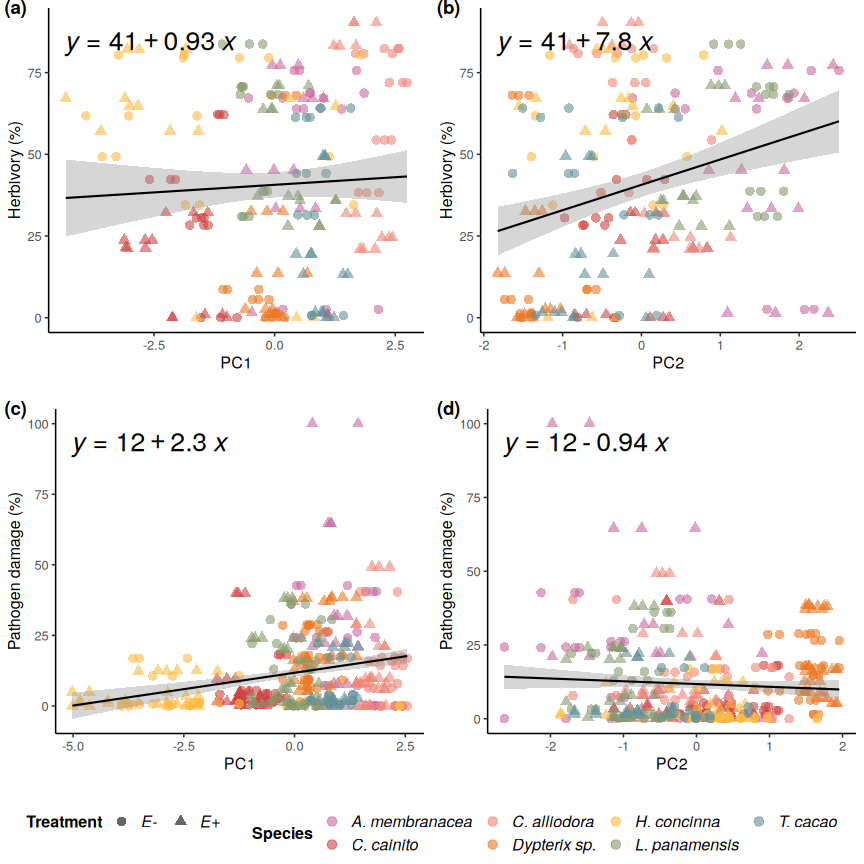 (a)
y = 41 + 0.93 x
Herbivory (%)
75
50
25
0
-2.5 0.0 2.5
PC1
(b)
y = 41 + 7.8 x
Herbivory (%)
75
50
25
0
-2 -1 0 1 2
PC2
(c)
y = 12 + 2.3 x
Pathogen damage (%)
100
75
50
25
0
-5.0 -2.5 0.0 2.5
PC1
(d)
y = 12 - 0.94 x
Pathogen damage (%)
100
75
50
25
0
-2 -1 0 1 2
PC2
Treatment E- E+
Species
A. membranacea C. alliodora H. concinna T. cacao
C. cainito Dypterix sp. L. panamensis